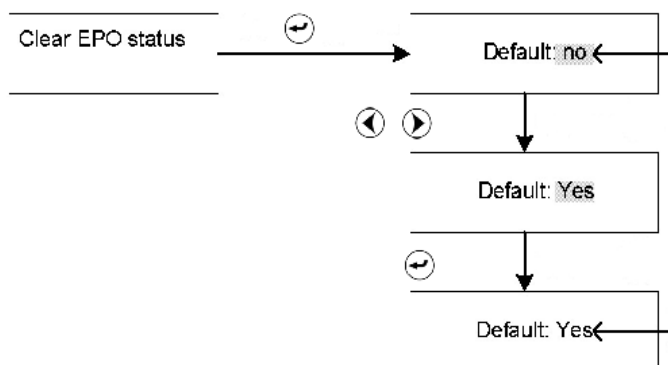 Clear EPO status
Default: no
Default: Yes
Default: Yes